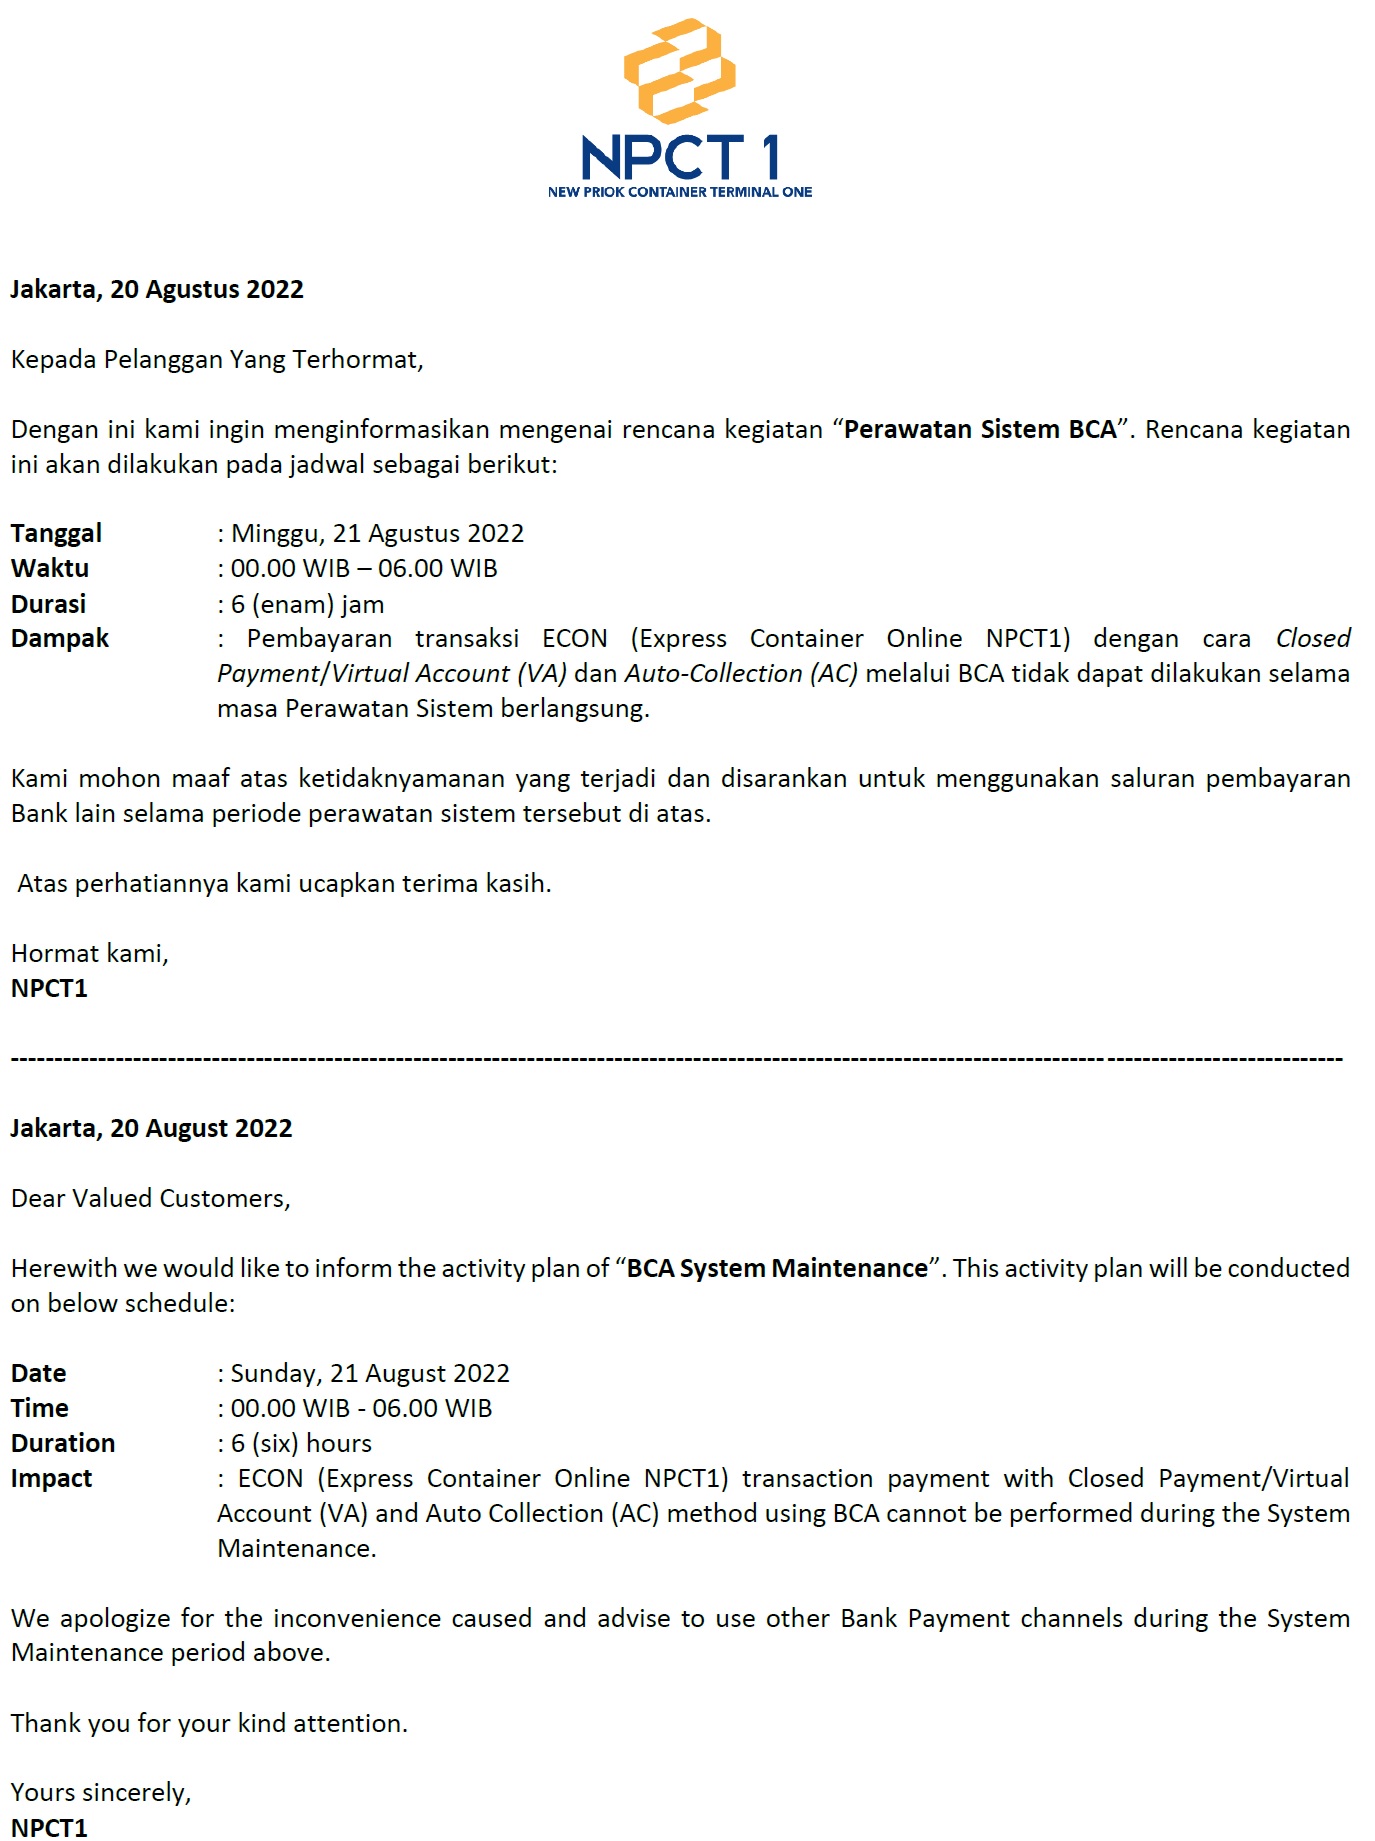 NPCT 1
NEW PRIOK CONTAINER TERMINAL ONE
Jakarta, 20 Agustus 2022
Kepada Pelanggan Yang Terhormat,
Dengan ini kami ingin menginformasikan mengenai rencana kegiatan “Perawatan Sistem BCA”. Rencana kegiatan
ini akan dilakukan pada jadwal sebagai berikut:
Tanggal : Minggu, 21 Agustus 2022
Waktu : 00.00 WIB – 06.00 WIB
Durasi : 6 (enam) jam
Dampak : Pembayaran transaksi ECON (Express Container Online NPCT1) dengan cara Closed
Payment/Virtual Account (VA) dan Auto-Collection (AC) melalui BCA tidak dapat dilakukan selama
masa Perawatan Sistem berlangsung.
Kami mohon maaf atas ketidaknyamanan yang terjadi dan disarankan untuk menggunakan saluran pembayaran
Bank lain selama periode perawatan sistem tersebut di atas.
Atas perhatiannya kami ucapkan terima kasih.
Hormat kami,
NPCT1
Jakarta, 20 August 2022
Dear Valued Customers,
Herewith we would like to inform the activity plan of “BCA System Maintenance”. This activity plan will be conducted
on below schedule:
Date : Sunday, 21 August 2022
Time : 00.00 WIB - 06.00 WIB
Duration : 6 (six) hours
Impact : ECON (Express Container Online NPCT1) transaction payment with Closed Payment/Virtual
Account (VA) and Auto Collection (AC) method using BCA cannot be performed during the System
Maintenance.
We apologize for the inconvenience caused and advise to use other Bank Payment channels during the System
Maintenance period above.
Thank you for your kind attention.
Yours sincerely,
NPCT1